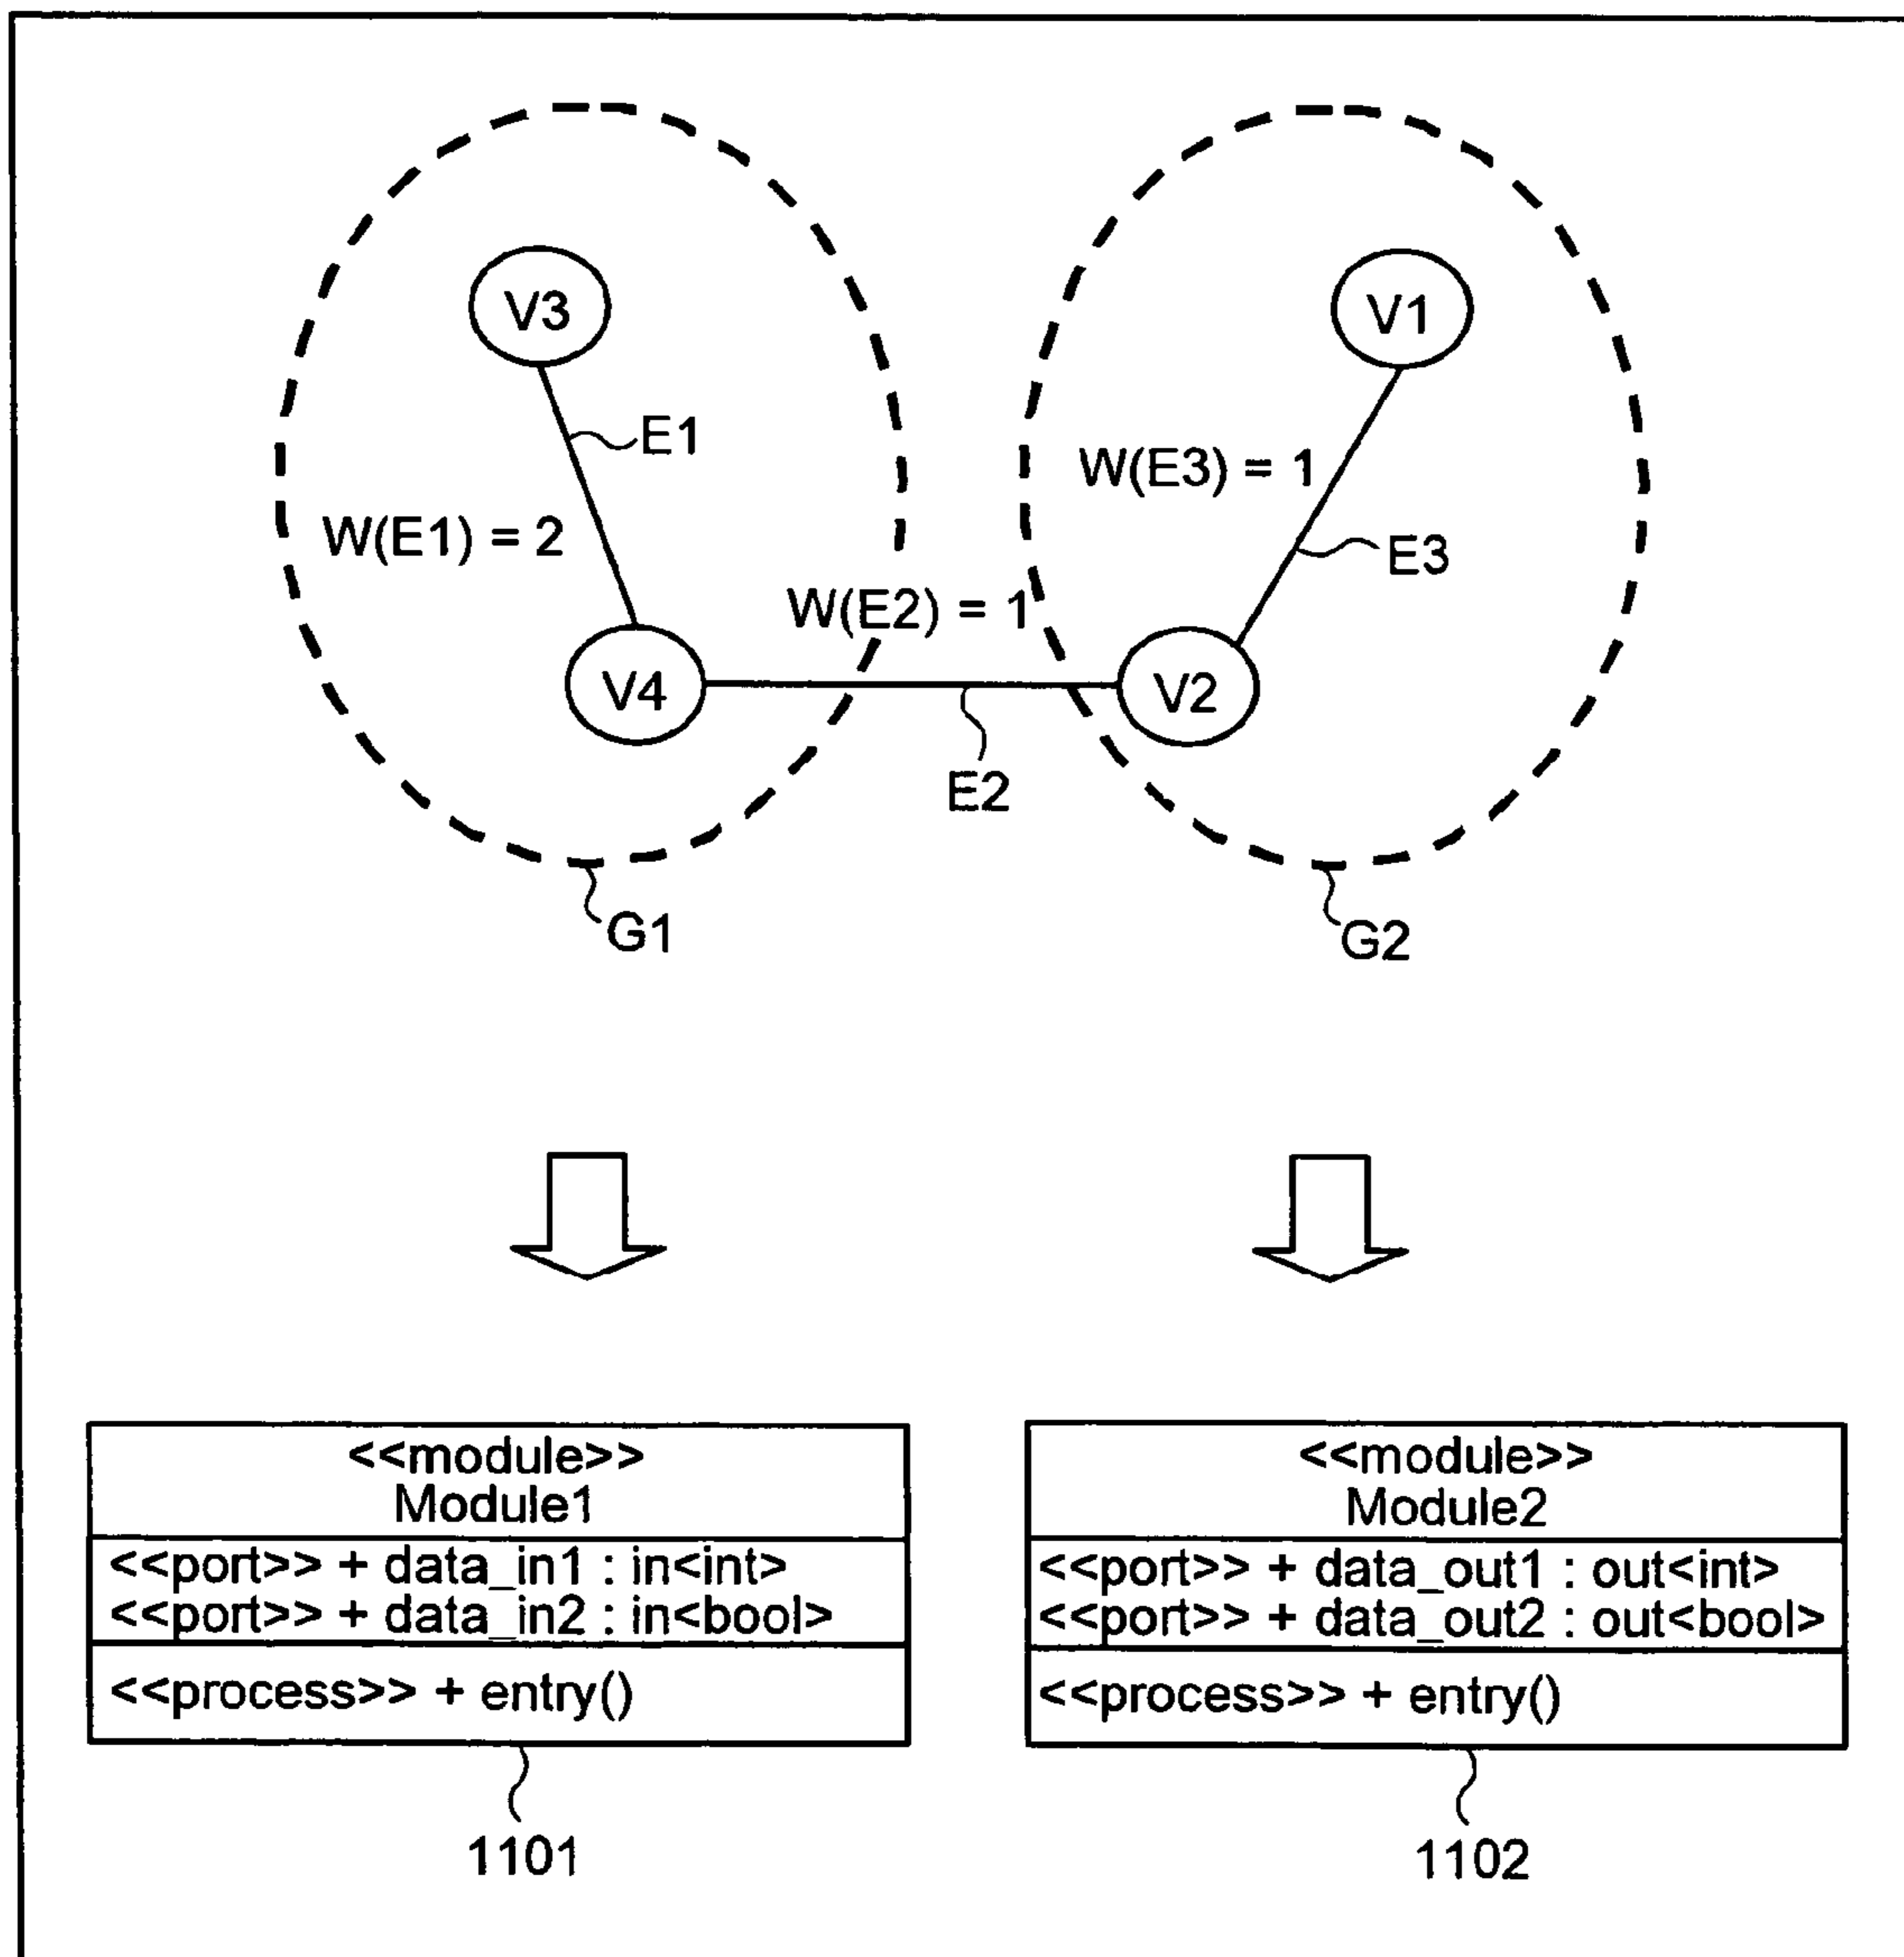 V3
V1
E1
W(E3) = 1
W(E1) = 2
E3
W(E2) = 1
V4
V2
E2
G1
G2
<<module>>
Module1
<<port>> + data_in1 : in<int>
<<port>> + data_in2 : in<bool>
<<process>> + entry()
1101
<<module>>
Module2
<<port>> + data_out1 : out<int>
<<port>> + data_out2 : out<bool>
<<process>> + entry()
1102